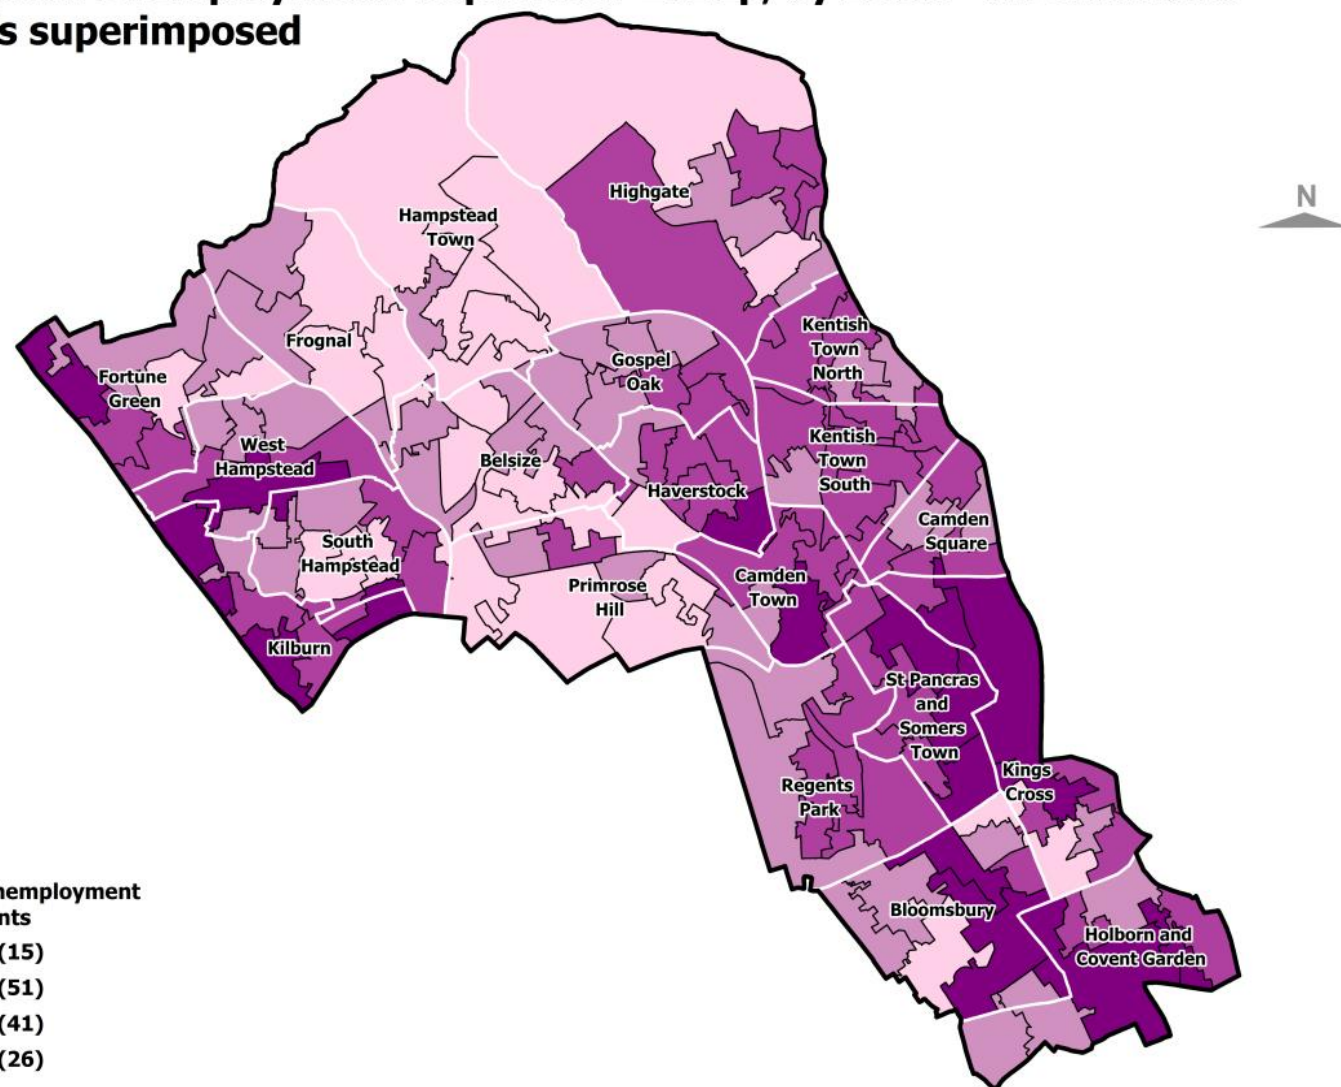 s superimposed
N
Highgate
Hampstead
Town
Kentish
Town
North
Frognal
Gospel
Oak
Fortune
Green
Kentish
Town
South
West
Hampstead
Belsize
Haverstock
Camden
Square
South
Hampstead
Camden
Town
Primrose
Hill
Kilburn
St Pancras
and
Somers
Town
Kings
Cross
Regents
Park
Bloomsbury
Holborn and
Covent Garden
nemployment
nts
(15)
(51)
(41)
(26)